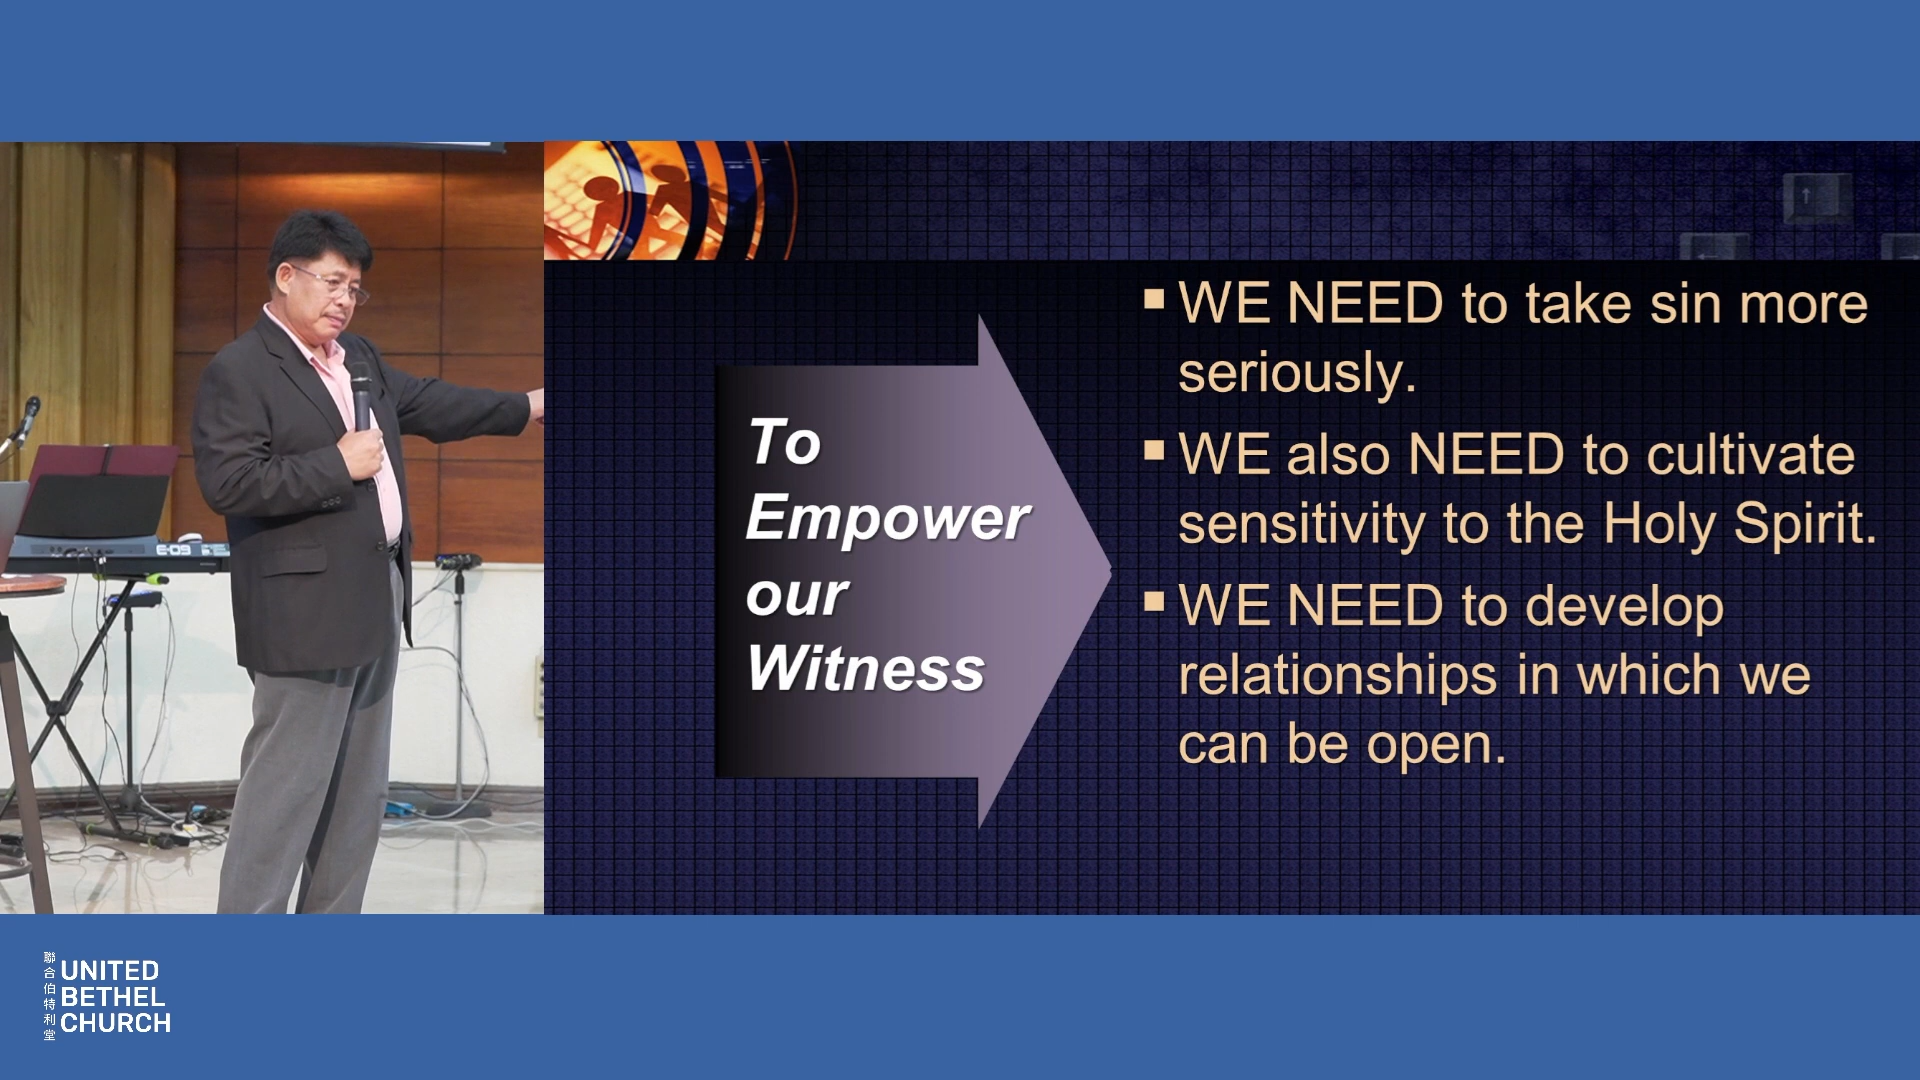 To
Empower
our
Witness
▪ WE NEED to take sin more
seriously.
▪ WE also NEED to cultivate
sensitivity to the Holy Spirit.
▪ WE NEED to develop
relationships in which we
can be open.
E-09
聯合伯特利堂
UNITED
BETHEL
CHURCH